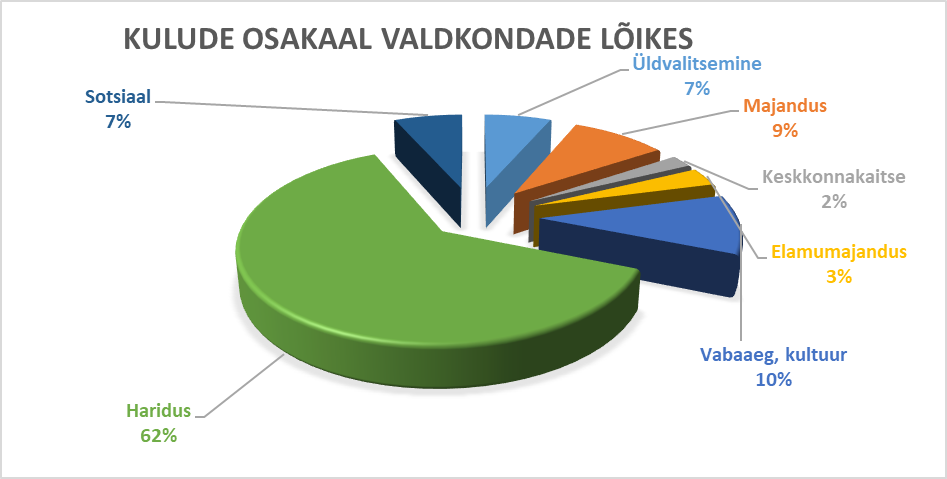 KULUDE OSAKAAL VALDKONDADE LÕIKES
Üldvalitsemine
7%
Majandus
9%
Keskkonnakaitse
2%
Elamumajandus
3%
Vabaaeg, kultuur
10%
Haridus
62%
Sotsiaal
7%